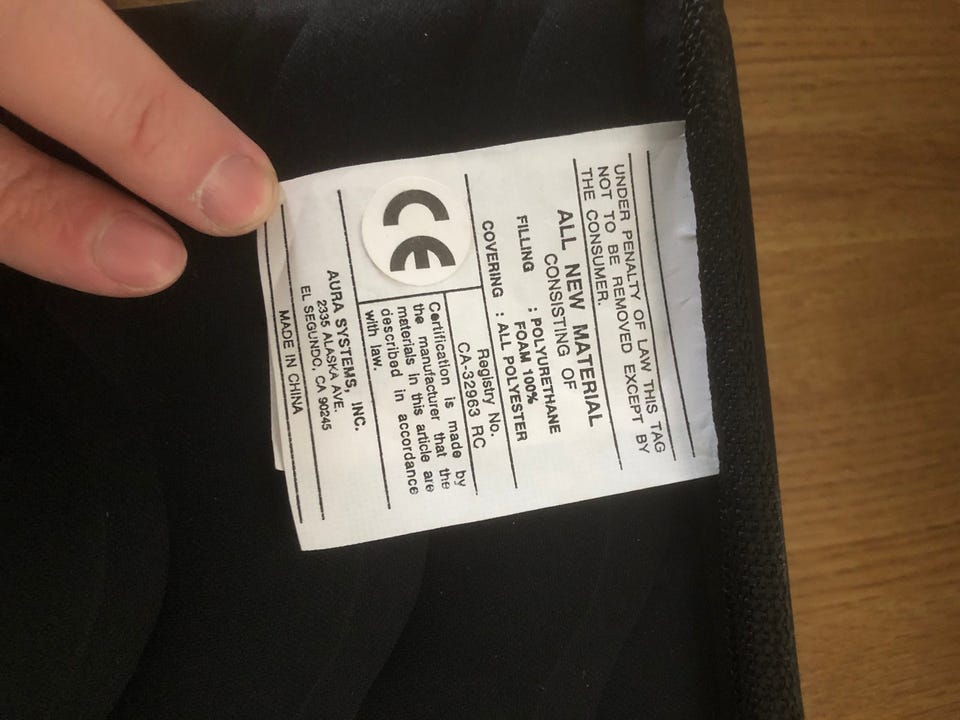 UNDER PENALTY OF LAW THIS TAG
NOT TO BE REMOVED EXCEPT BY
THE CONSUMER.
ALL NEW MATERIAL
CONSISTING OF
FILLING : POLYURETHANE
FOAM 100%
COVERING : ALL POLYESTER
Registry No.
CA-32963 RC
CE
Certification is made by
the manufacturer that the
materials in this article are
described in accordance
with law.
AURA SYSTEMS, INC.
2335 ALASKA AVE.
EL SEGUNDO, CA 90245
MADE IN CHINA